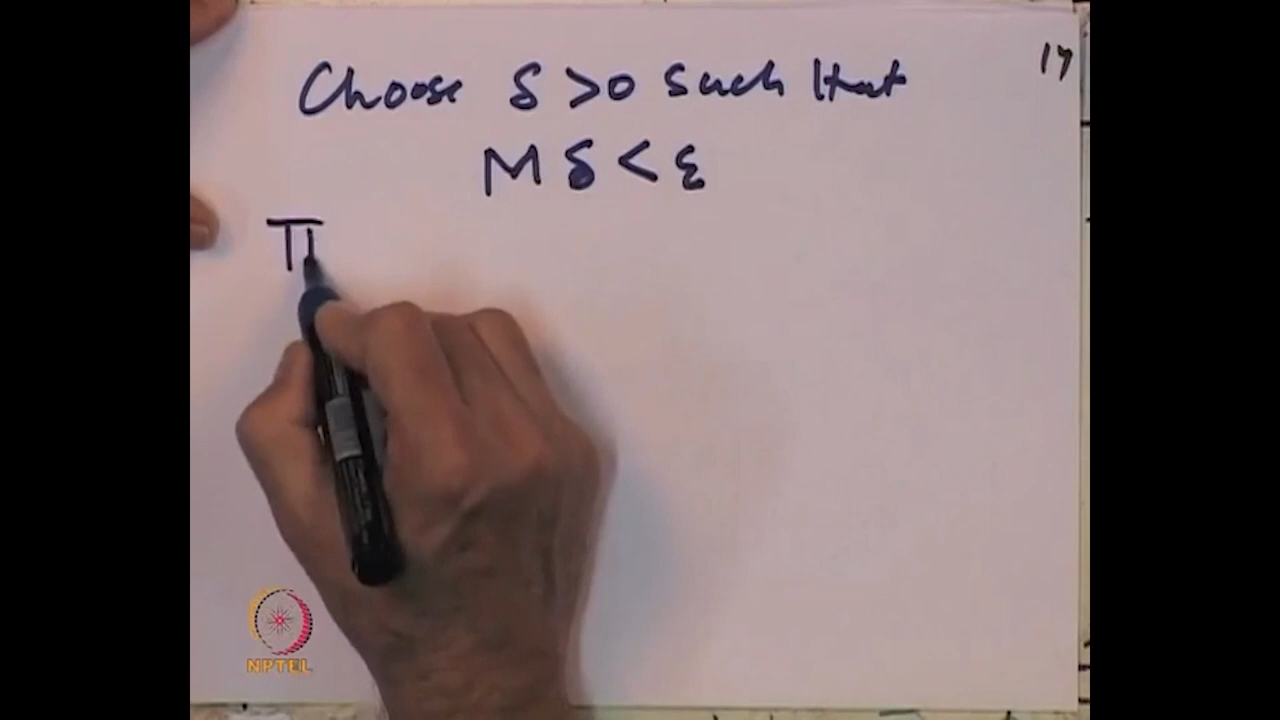 17
Choose δ > 0 such that
M δ < ε
NPTEL